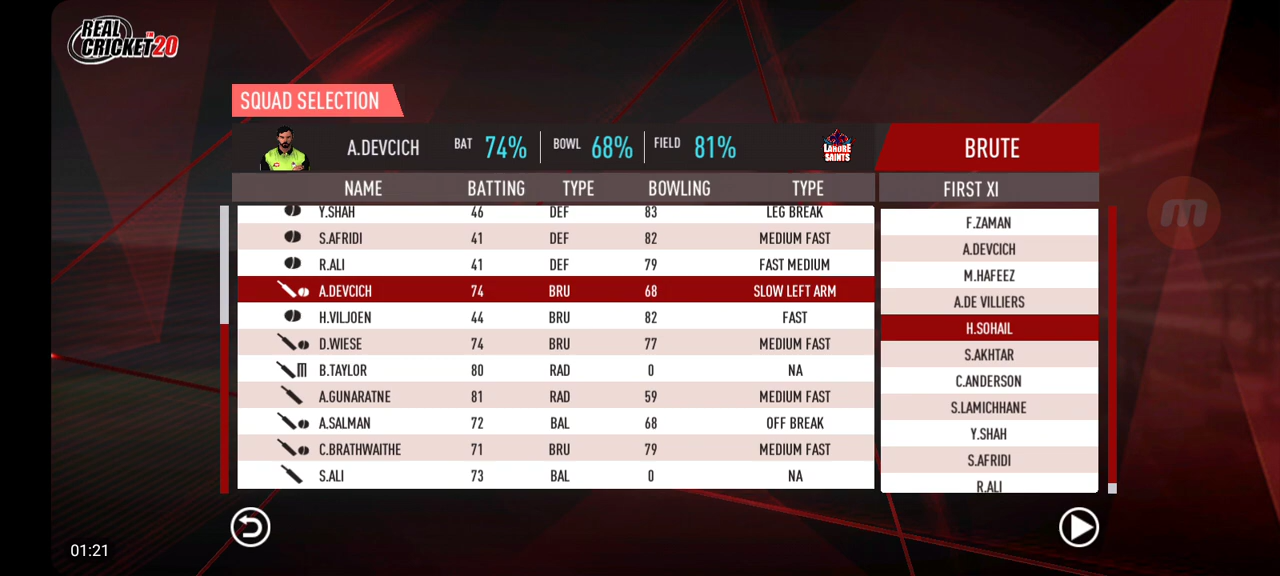 REAL
CRICKET™20
SQUAD SELECTION
A.DEVCICH BAT 74% BOWL 68% FIELD 81% LAHORE SAINTS BRUTE
NAME BATTING TYPE BOWLING TYPE
Y.SHAH 46 DEF 83 LEG BREAK
S.AFRIDI 41 DEF 82 MEDIUM FAST
R.ALI 41 DEF 79 FAST MEDIUM
A.DEVCICH 74 BRU 68 SLOW LEFT ARM
H.VILJOEN 44 BRU 82 FAST
D.WIESE 74 BRU 77 MEDIUM FAST
B.TAYLOR 80 RAD 0 NA
A.GUNARATNE 81 RAD 59 MEDIUM FAST
A.SALMAN 72 BAL 68 OFF BREAK
C.BRATHWAITHE 71 BRU 79 MEDIUM FAST
S.ALI 73 BAL 0 NA
FIRST XI
F.ZAMAN
A.DEVCICH
M.HAFEEZ
A.DE VILLIERS
H.SOHAIL
S.AKHTAR
C.ANDERSON
S.LAMICHHANE
Y.SHAH
S.AFRIDI
R.ALI
01:21